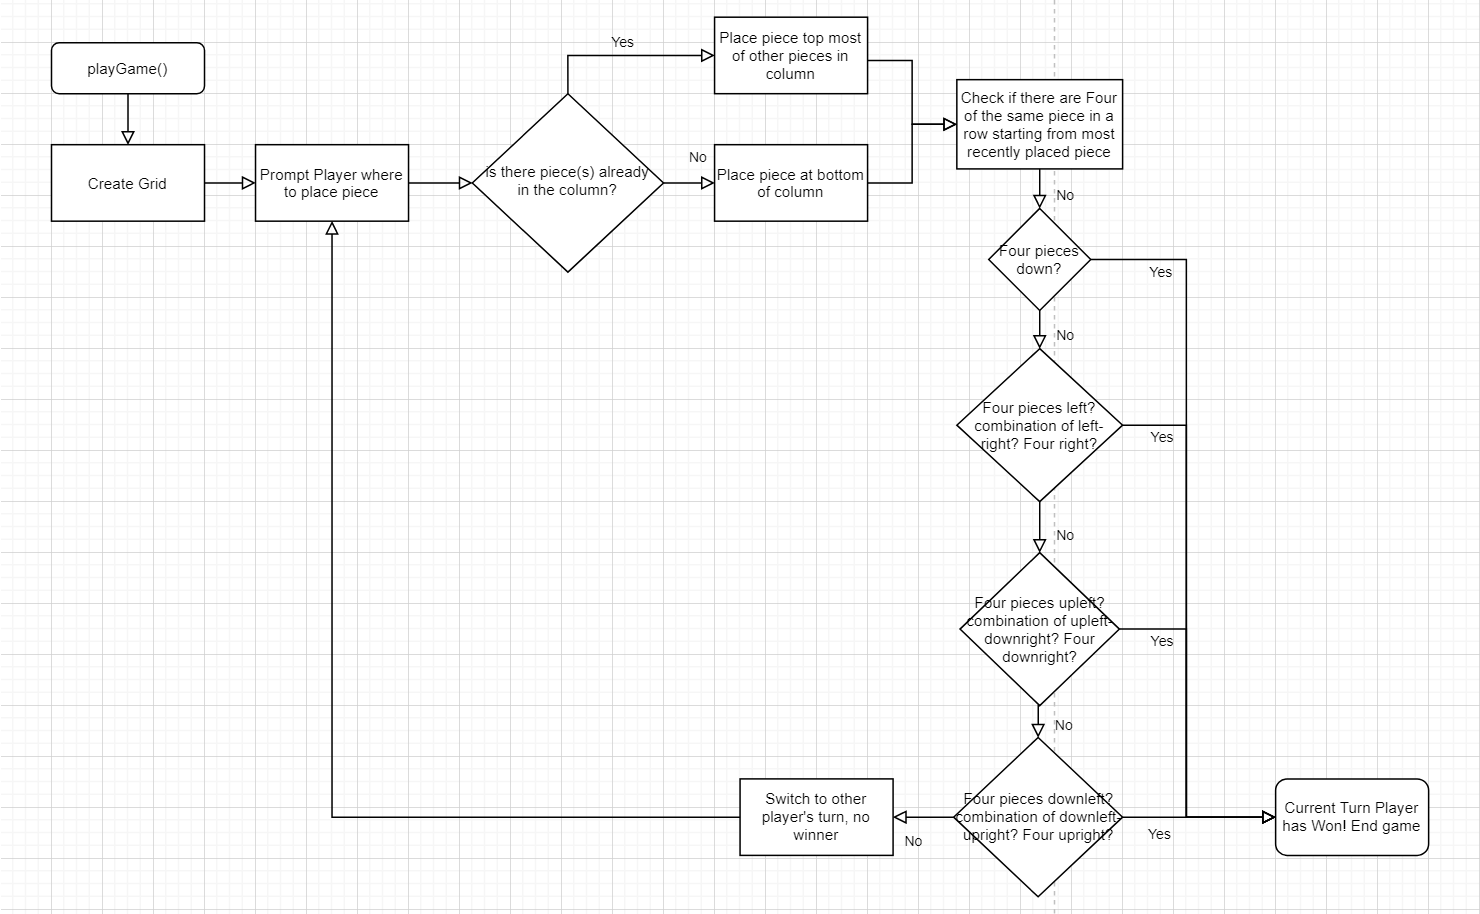 playGame()
Create Grid
Prompt Player where
to place piece
is there piece(s) already
in the column?
Yes
Place piece top most
of other pieces in
column
No
Place piece at bottom
of column
Check if there are Four
of the same piece in a
row starting from most
recently placed piece
No
Four pieces
down?
Yes
No
Four pieces left?
combination of left-
right? Four right?
Yes
No
Four pieces upleft?
combination of upleft-
downright? Four
downright?
Yes
No
Four pieces downleft?
combination of downleft-
upright? Four upright?
Yes
No
Switch to other
player's turn, no
winner
Current Turn Player
has Won! End game